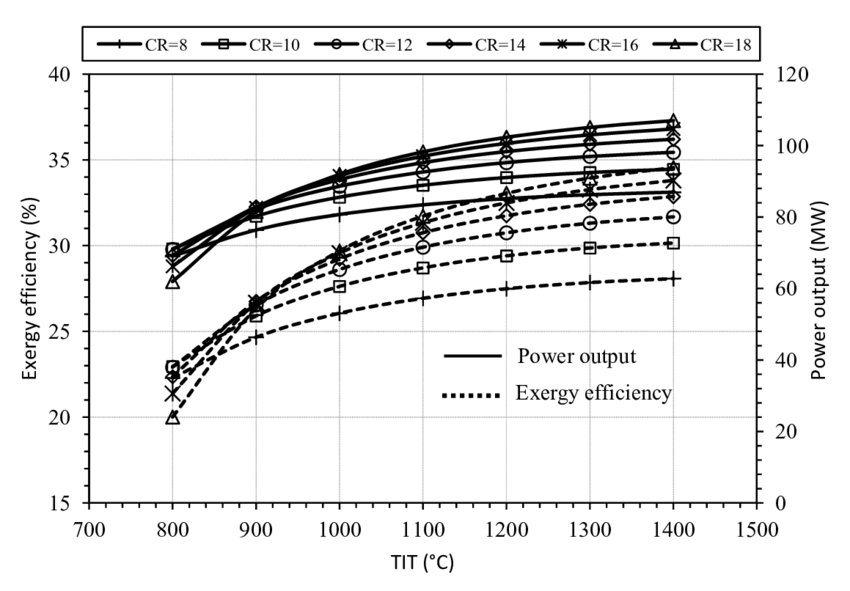 CR=8 CR=10 CR=12 CR=14 CR=16 CR=18
40 120
35 100
80
30
60
25
40
20
20
15 0
Exergy efficiency (%)
Power output (MW)
Power output
Exergy efficiency
700 800 900 1000 1100 1200 1300 1400 1500
TIT (°C)